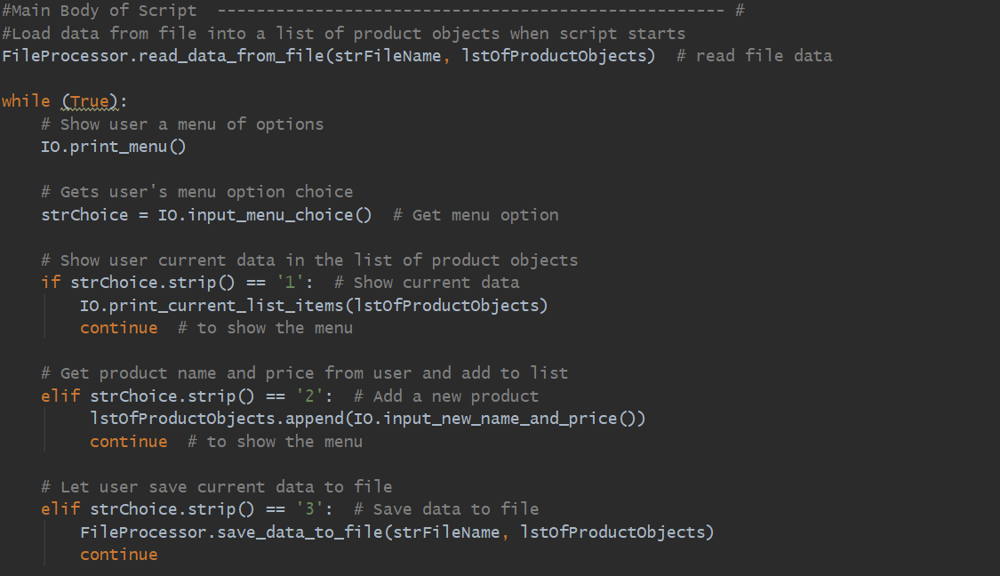 #Main Body of Script  ---------------------------------------------------- #
#Load data from file into a list of product objects when script starts
FileProcessor.read_data_from_file(strFileName, lstOfProductObjects)  # read file data

while (True):
    # Show user a menu of options
    IO.print_menu()

    # Gets user's menu option choice
    strChoice = IO.input_menu_choice()  # Get menu option

    # Show user current data in the list of product objects
    if strChoice.strip() == '1':  # Show current data
        IO.print_current_list_items(lstOfProductObjects)
        continue  # to show the menu

    # Get product name and price from user and add to list
    elif strChoice.strip() == '2':  # Add a new product
         lstOfProductObjects.append(IO.input_new_name_and_price())
         continue  # to show the menu

    # Let user save current data to file
    elif strChoice.strip() == '3':  # Save data to file
        FileProcessor.save_data_to_file(strFileName, lstOfProductObjects)
        continue